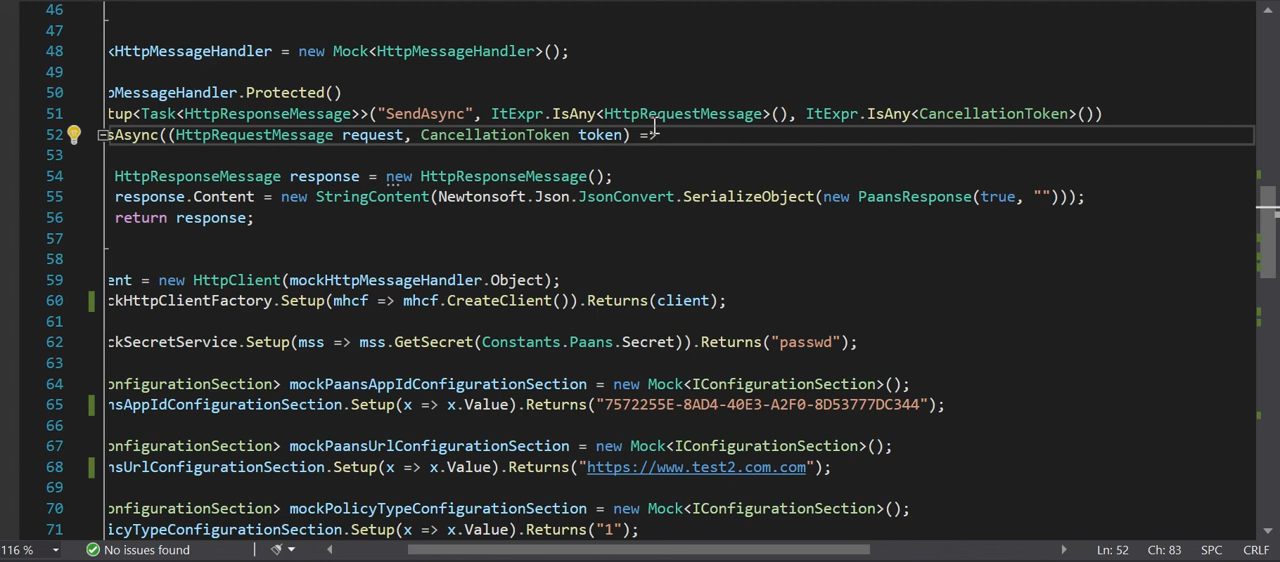 46
47
48 <HttpMessageHandler = new Mock<HttpMessageHandler>();
49
50 pMessageHandler.Protected()
51 tup<Task<HttpResponseMessage>>("SendAsync", ItExpr.IsAny<HttpRequestMessage>(), ItExpr.IsAny<CancellationToken>())
52 sAsync((HttpRequestMessage request, CancellationToken token) =>
53
54 HttpResponseMessage response = new HttpResponseMessage();
55 response.Content = new StringContent(Newtonsoft.Json.JsonConvert.SerializeObject(new PaansResponse(true, "")));
56 return response;
57
58
59 ent = new HttpClient(mockHttpMessageHandler.Object);
60 ckHttpClientFactory.Setup(mhcf => mhcf.CreateClient()).Returns(client);
61
62 ckSecretService.Setup(mss => mss.GetSecret(Constants.Paans.Secret)).Returns("passwd");
63
64 onfigurationSection> mockPaansAppIdConfigurationSection = new Mock<IConfigurationSection>();
65 nsAppIdConfigurationSection.Setup(x => x.Value).Returns("7572255E-8AD4-40E3-A2F0-8D53777DC344");
66
67 onfigurationSection> mockPaansUrlConfigurationSection = new Mock<IConfigurationSection>();
68 nsUrlConfigurationSection.Setup(x => x.Value).Returns("https://www.test2.com.com");
69
70 onfigurationSection> mockPolicyTypeConfigurationSection = new Mock<IConfigurationSection>();
71 icyTypeConfigurationSection.Setup(x => x.Value).Returns("1");
116 % No issues found Ln: 52 Ch: 83 SPC CRLF